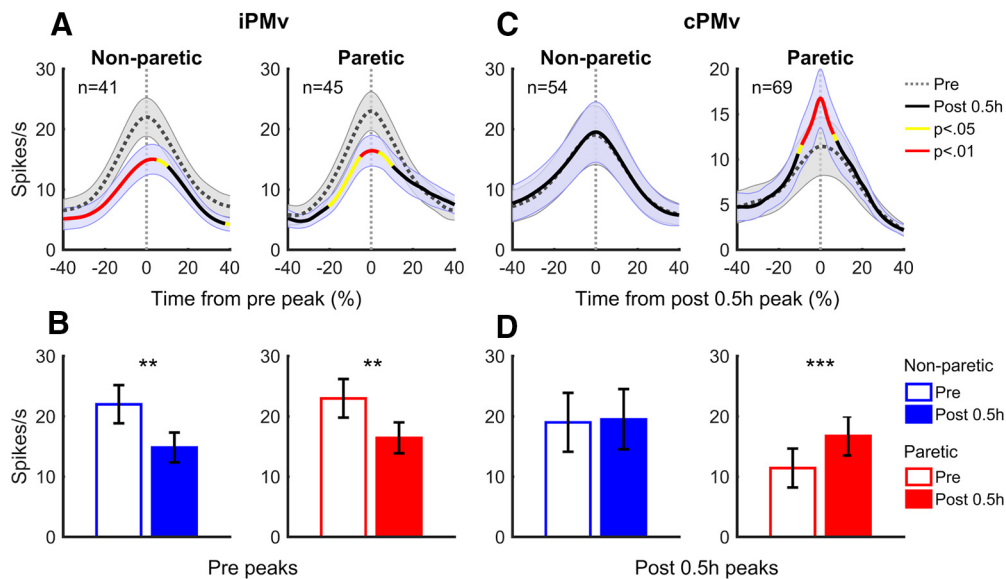 A
iPMv
C
cPMv
Non-paretic
Paretic
Non-paretic
Paretic
30
20
10
0
Spikes/s
n=41
-40
-20
0
20
40
30
20
10
0
n=45
-40
-20
0
20
40
Time from pre peak (%)
30
20
10
0
n=54
-40
-20
0
20
40
20
15
10
5
0
n=69
-40
-20
0
20
40
Time from post 0.5h peak (%)
Pre
Post 0.5h
p<.05
p<.01
B
30
20
10
0
Spikes/s
**
30
20
10
0
**
Pre peaks
D
30
20
10
0
30
20
10
0
***
Post 0.5h peaks
Non-paretic
Pre
Post 0.5h
Paretic
Pre
Post 0.5h